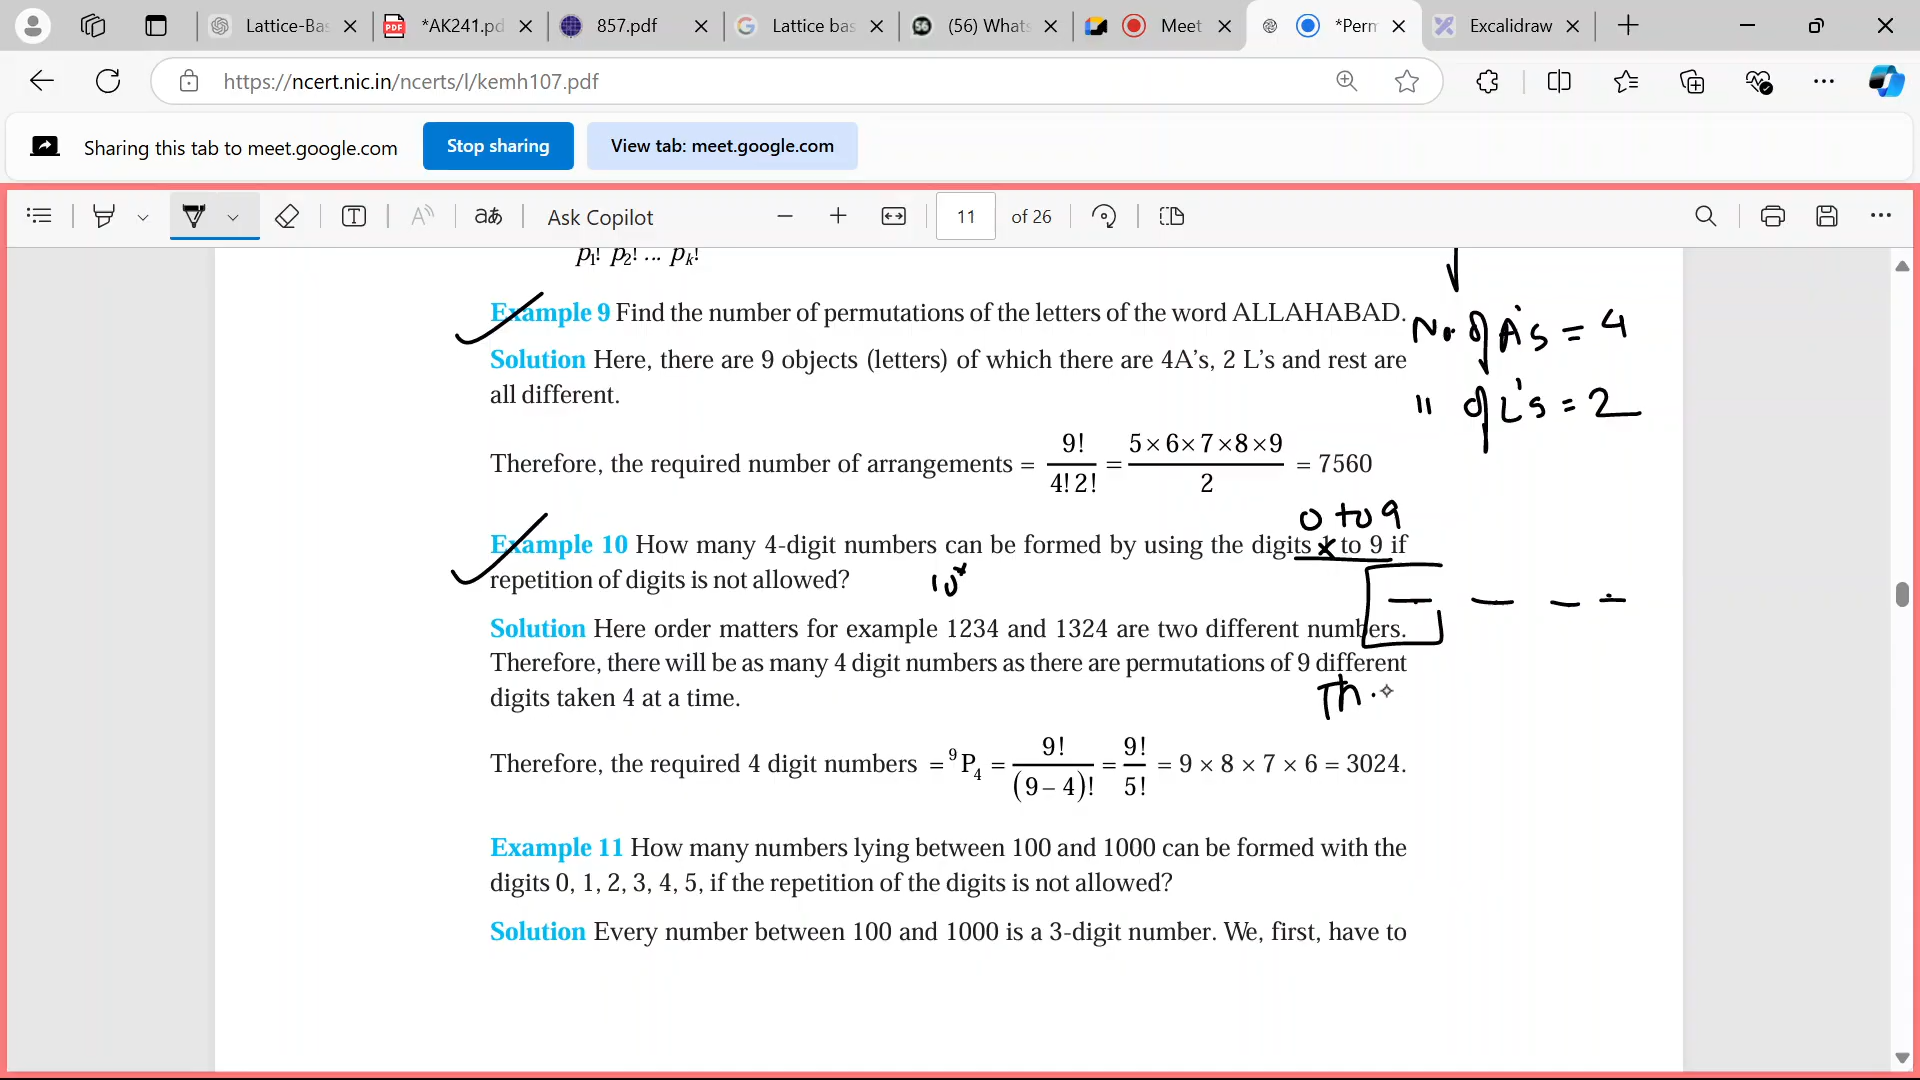 Lattice-Bas
*AK241.pd
857.pdf
Lattice bas
(56) Whats
Meet
*Perm
Excalidraw
https://ncert.nic.in/ncerts/l/kemh107.pdf
Sharing this tab to meet.google.com
Stop sharing
View tab: meet.google.com
aあ
Ask Copilot
11 of 26
p₁! p₂! ... pₖ!
Example 9 Find the number of permutations of the letters of the word ALLAHABAD.
No. of A's = 4
Solution Here, there are 9 objects (letters) of which there are 4A's, 2 L's and rest are
all different.
" of L's = 2
Therefore, the required number of arrangements = 9!/4!2! = 5×6×7×8×9/2 = 7560
0 to 9
Example 10 How many 4-digit numbers can be formed by using the digits 1 to 9 if
repetition of digits is not allowed?
Solution Here order matters for example 1234 and 1324 are two different numbers.
Therefore, there will be as many 4 digit numbers as there are permutations of 9 different
digits taken 4 at a time.
Th.
Therefore, the required 4 digit numbers = ⁹P₄ = 9!/(9–4)! = 9!/5! = 9 × 8 × 7 × 6 = 3024.
Example 11 How many numbers lying between 100 and 1000 can be formed with the
digits 0, 1, 2, 3, 4, 5, if the repetition of the digits is not allowed?
Solution Every number between 100 and 1000 is a 3-digit number. We, first, have to